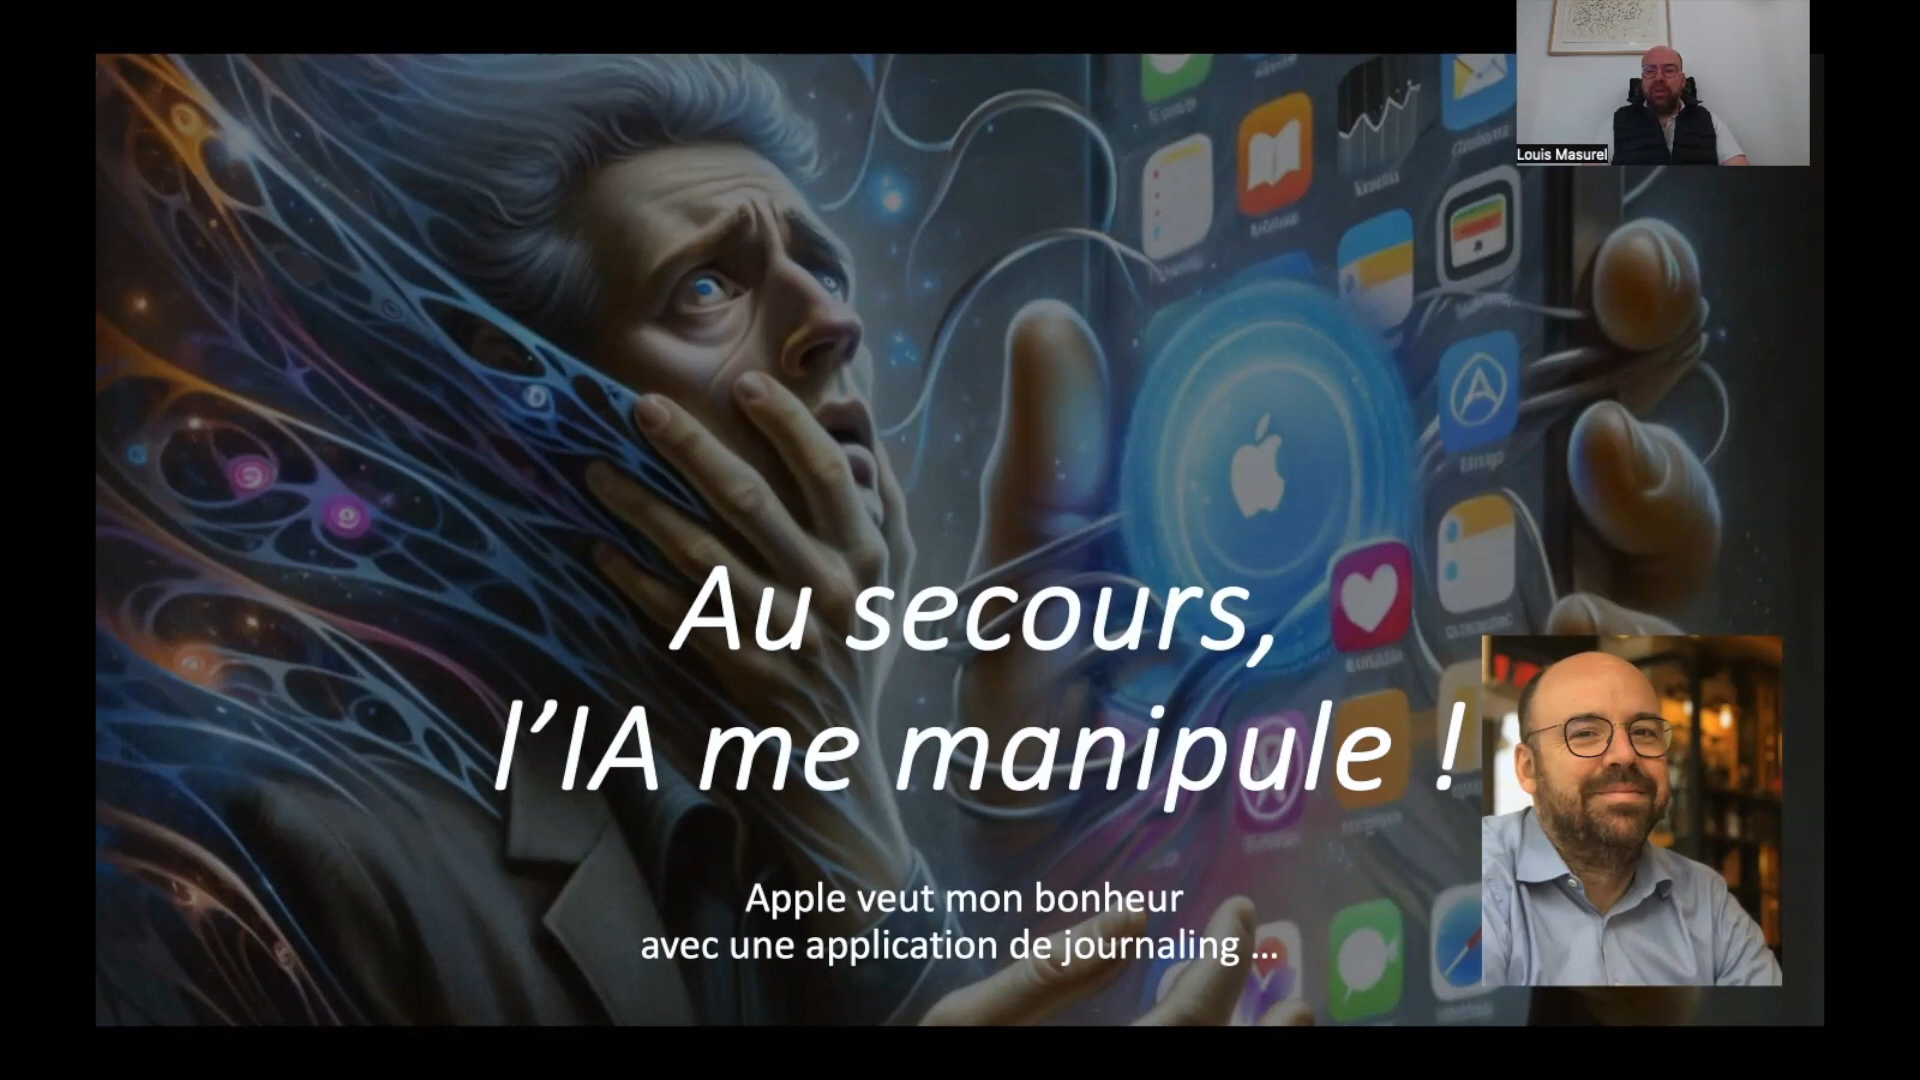 Louis Masurel
Au secours,
l’IA me manipule !
Apple veut mon bonheur
avec une application de journaling ...